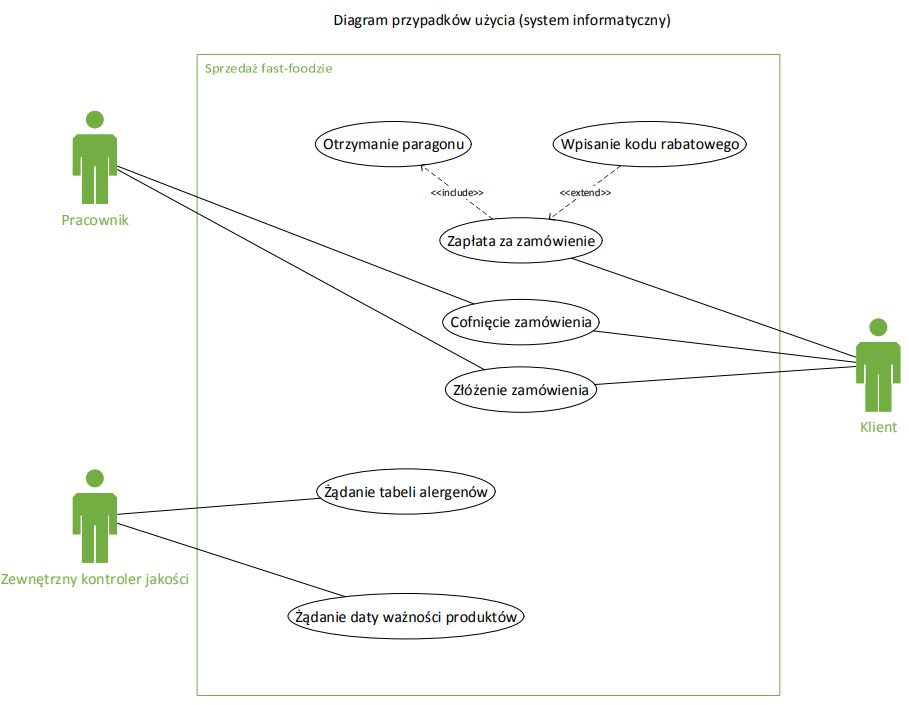 Diagram przypadków użycia (system informatyczny)
Sprzedaż fast-foodzie
Otrzymanie paragonu
Wpisanie kodu rabatowego
<<include>>
<<extend>>
Pracownik
Zapłata za zamówienie
Cofnięcie zamówienia
Złóżenie zamówienia
Klient
Żądanie tabeli alergenów
Zewnętrzny kontroler jakości
Żądanie daty ważności produktów